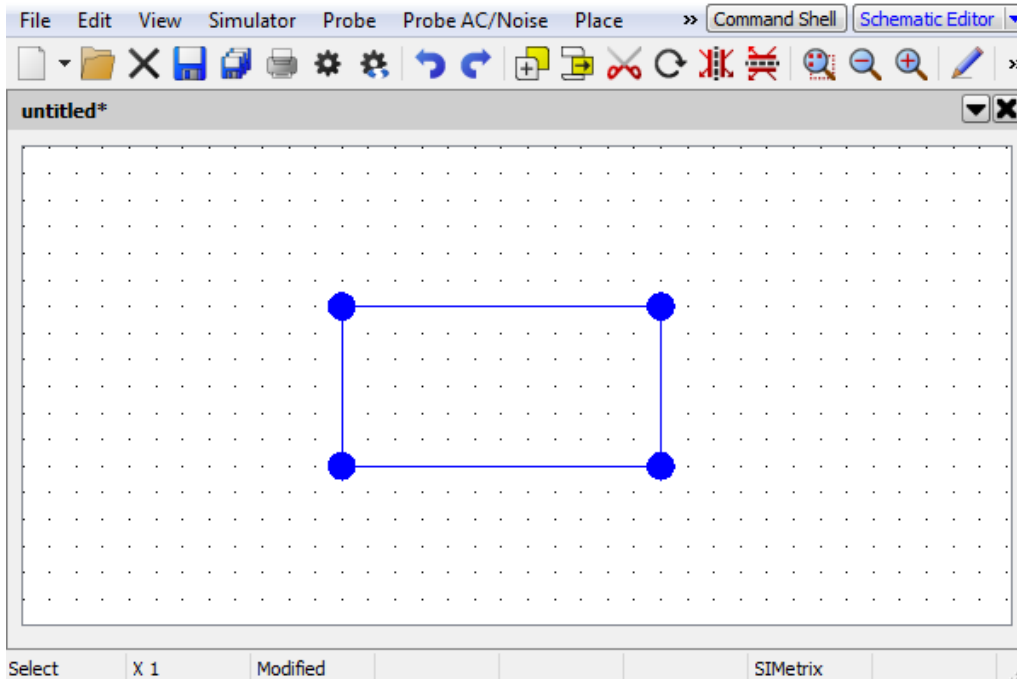 File Edit View Simulator Probe Probe AC/Noise Place » Command Shell Schematic Editor
untitled*
Select X 1 Modified SIMetrix